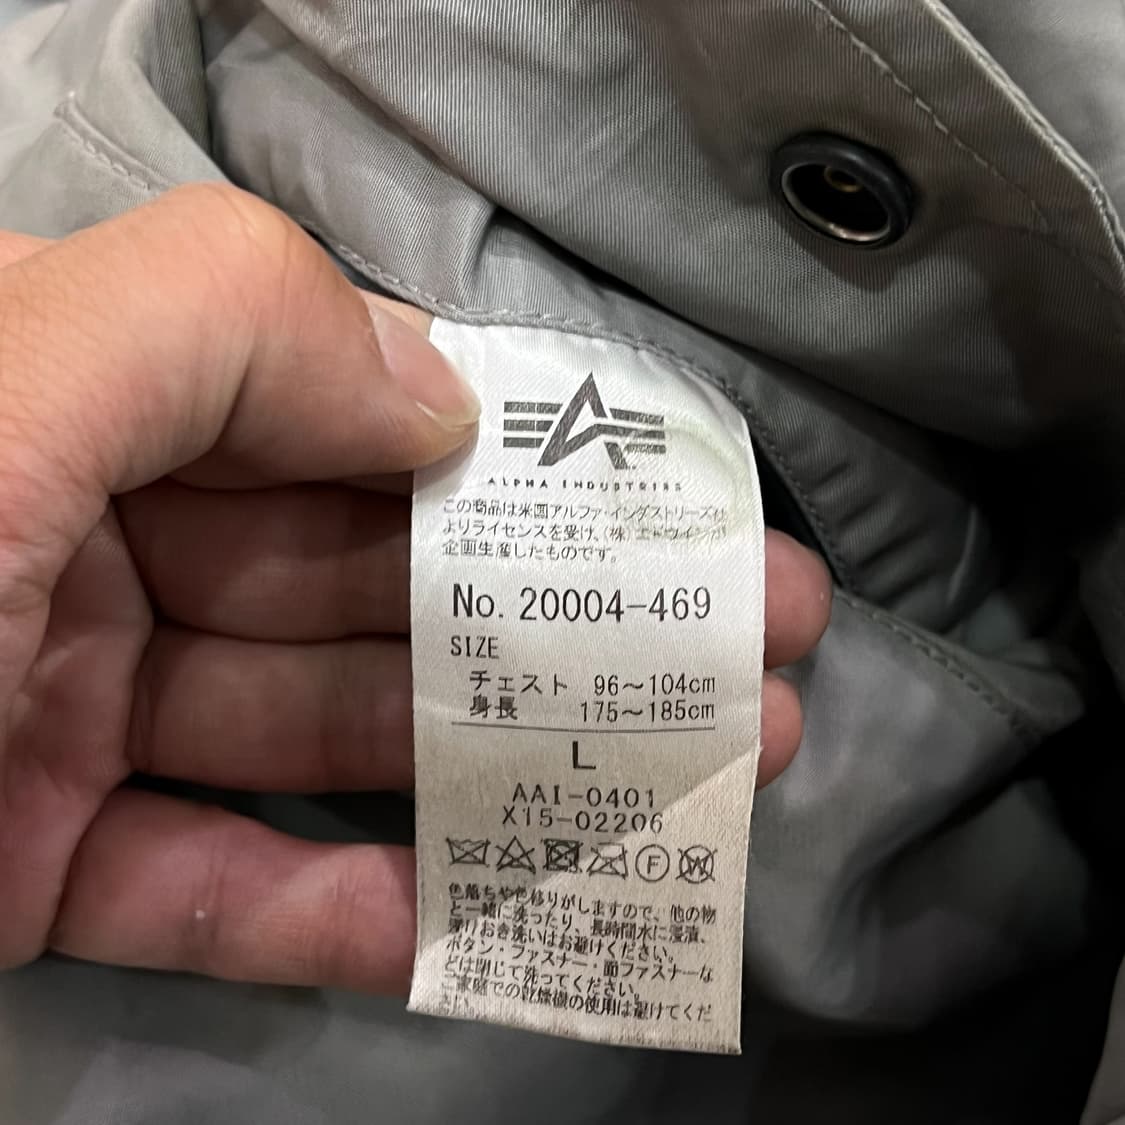 ALPHA INDUSTRIES
この商品は米国アルファ・インダストリーズ社
よりライセンスを受け、(株)エドウインが
企画生産したものです。
No. 20004-469
SIZE
チェスト 96～104cm
身長 175～185cm
L
AAI-0401
X15-02206
F W
色落ちや色移りがしますので、他の物
と一緒に洗ったり、長時間水に浸漬、
濡りおき洗いはお避けください。
ボタン・ファスナー・面ファスナーな
どは閉じて洗ってください。
ご家庭での乾燥機の使用は避けてくだ
さい。